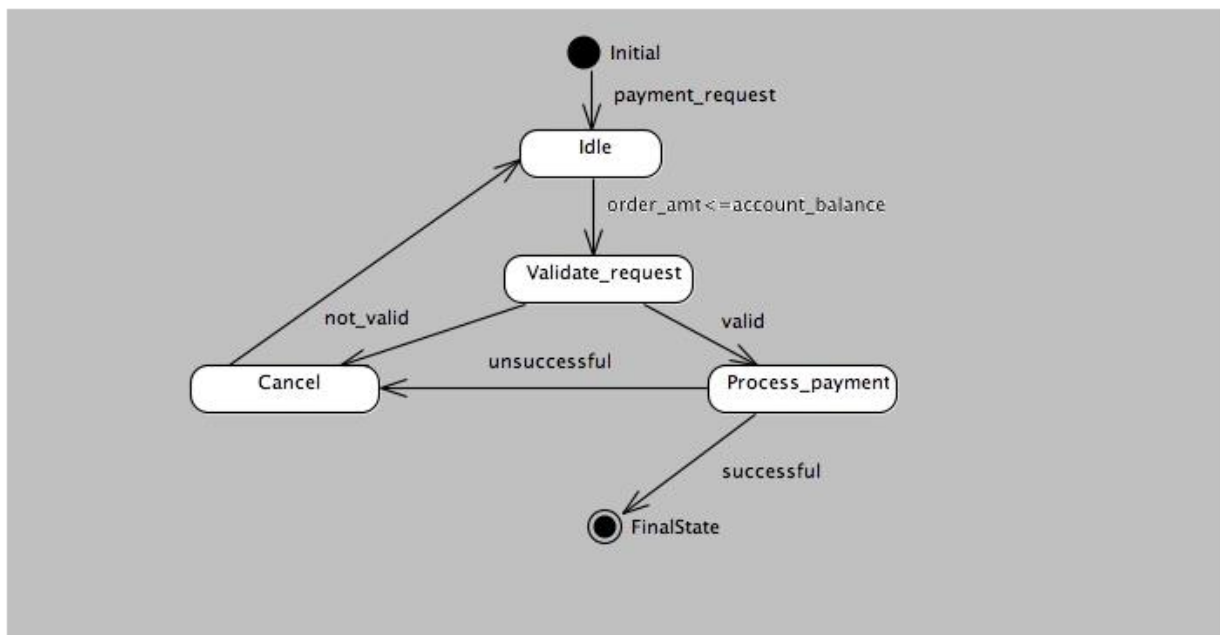 Initial
payment_request
Idle
order_amt<=account_balance
Validate_request
not_valid
valid
unsuccessful
Cancel
Process_payment
successful
FinalState